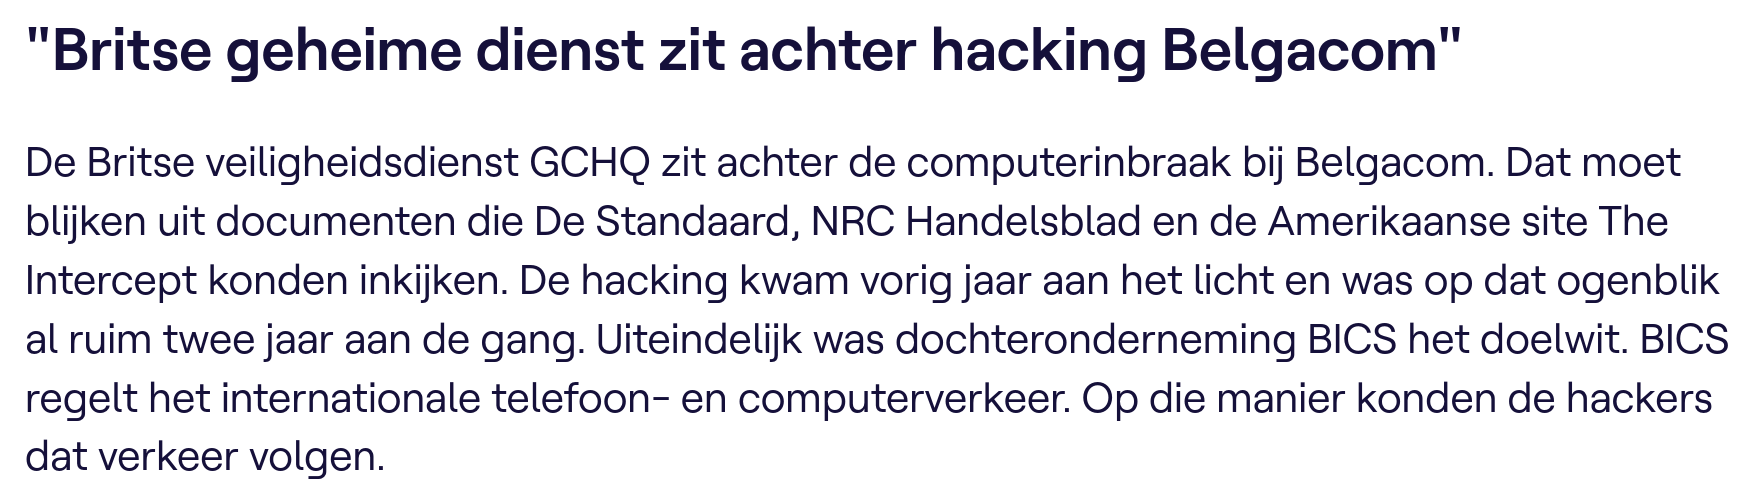 "Britse geheime dienst zit achter hacking Belgacom"
De Britse veiligheidsdienst GCHQ zit achter de computerinbraak bij Belgacom. Dat moet
blijken uit documenten die De Standaard, NRC Handelsblad en de Amerikaanse site The
Intercept konden inkijken. De hacking kwam vorig jaar aan het licht en was op dat ogenblik
al ruim twee jaar aan de gang. Uiteindelijk was dochteronderneming BICS het doelwit. BICS
regelt het internationale telefoon- en computerverkeer. Op die manier konden de hackers
dat verkeer volgen.